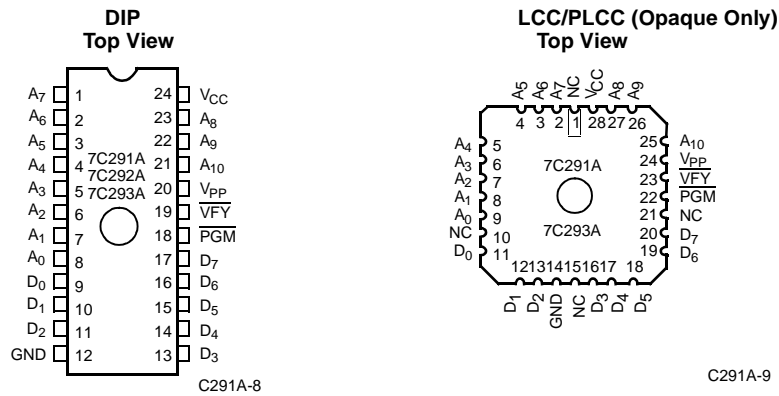 DIP
Top View
A7 1 24 VCC
A6 2 23 A8
A5 3 22 A9
A4 4 7C291A 21 A10
7C292A
A3 5 7C293A 20 VPP
A2 6 19 VFY
A1 7 18 PGM
A0 8 17 D7
D0 9 16 D6
D1 10 15 D5
D2 11 14 D4
GND 12 13 D3
C291A-8
LCC/PLCC (Opaque Only)
Top View
A5 A6 A7 NC VCC A8 A9
4 3 2 1 28 27 26
A4 5 25 A10
A3 6 7C291A 24 VPP
A2 7 23 VFY
A1 8 22 PGM
A0 9 7C293A 21 NC
NC 10 20 D7
D0 11 19 D6
12 13 14 15 16 17 18
D1 D2 GND NC D3 D4 D5
C291A-9